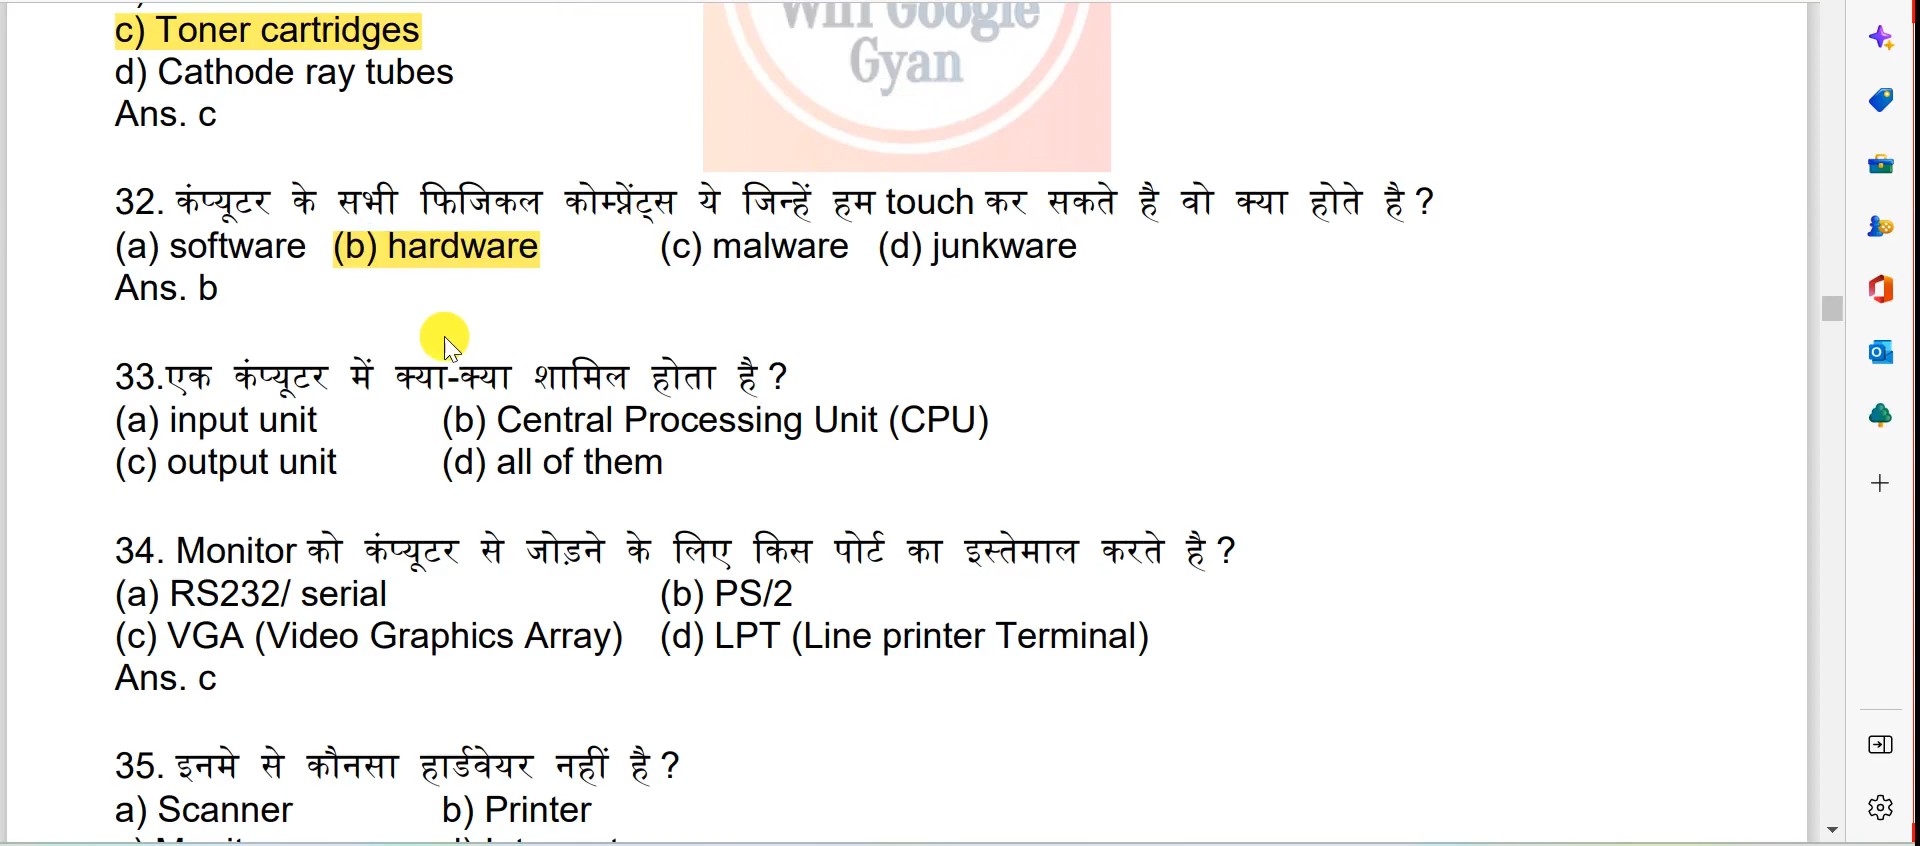 Wifi Google
Gyan
c) Toner cartridges
d) Cathode ray tubes
Ans. c
32. कंप्यूटर के सभी फिजिकल कोम्प्नेंट्स ये जिन्हें हम touch कर सकते है वो क्या होते है ?
(a) software (b) hardware (c) malware (d) junkware
Ans. b
33.एक कंप्यूटर में क्या-क्या शामिल होता है ?
(a) input unit (b) Central Processing Unit (CPU)
(c) output unit (d) all of them
34. Monitor को कंप्यूटर से जोड़ने के लिए किस पोर्ट का इस्तेमाल करते है ?
(a) RS232/ serial (b) PS/2
(c) VGA (Video Graphics Array) (d) LPT (Line printer Terminal)
Ans. c
35. इनमे से कौनसा हार्डवेयर नहीं है ?
a) Scanner b) Printer